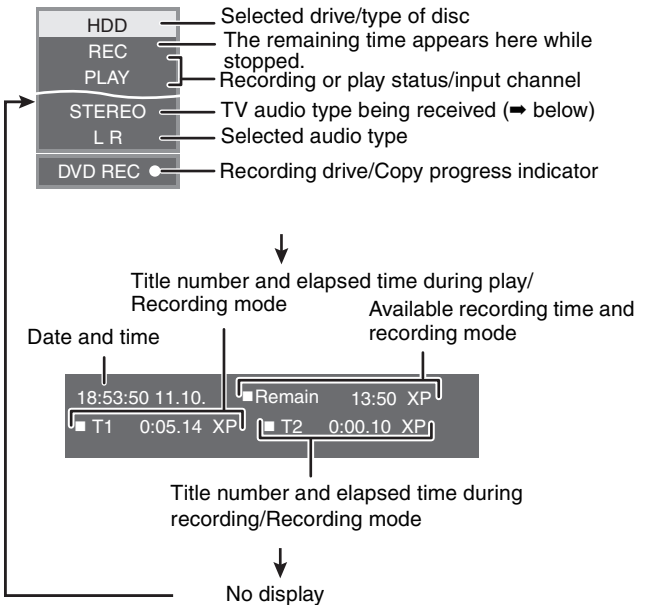 HDD
Selected drive/type of disc
REC
The remaining time appears here while
stopped.
PLAY
Recording or play status/input channel
STEREO
TV audio type being received (➡ below)
L R
Selected audio type
DVD REC ●
Recording drive/Copy progress indicator
Title number and elapsed time during play/
Recording mode
Available recording time and
recording mode
Date and time
18:53:50 11.10.
■Remain 13:50 XP
■ T1 0:05.14 XP
■ T2 0:00.10 XP
Title number and elapsed time during
recording/Recording mode
No display